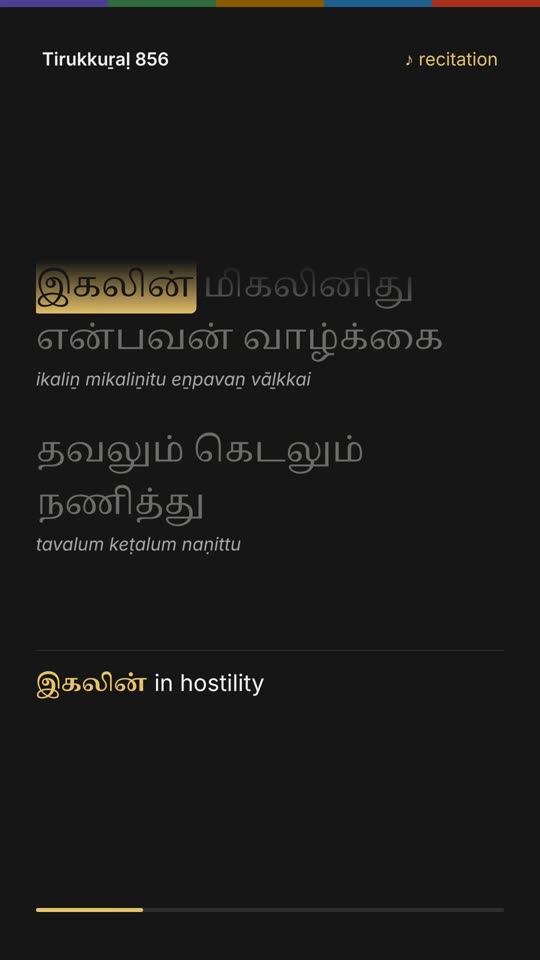 Tirukkuṟaḷ 856
♪ recitation
இகலின் மிகலினிது
என்பவன் வாழ்க்கை
ikaliṉ mikaliṉitu eṉpavaṉ vāḻkkai
தவலும் கெடலும்
நணித்து
tavalum keṭalum naṇittu
இகலின் in hostility